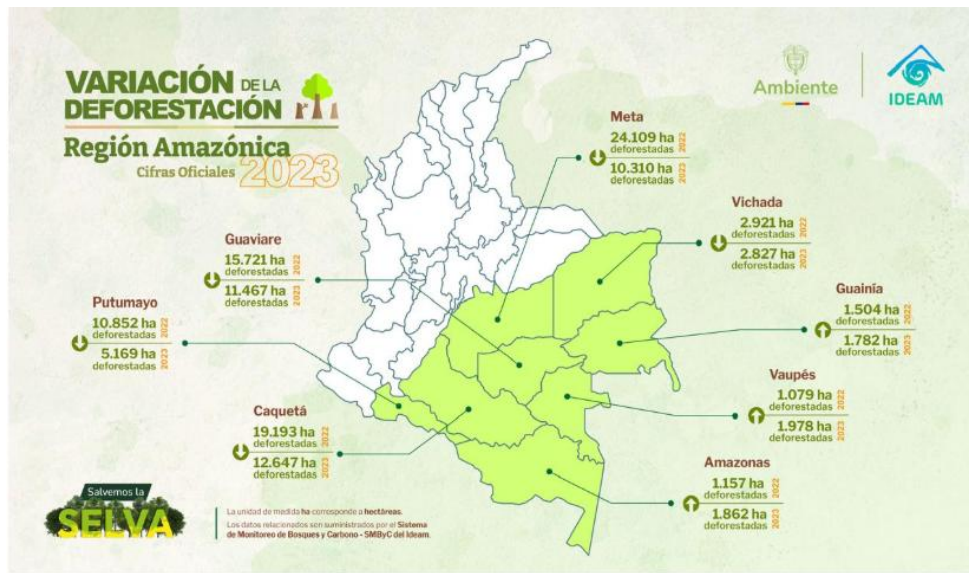 VARIACIÓN DE LA
DEFORESTACIÓN
Región Amazónica
Cifras Oficiales 2023
Ambiente
IDEAM
Meta
24.109 ha
deforestadas
2022
10.310 ha
deforestadas
2023
Vichada
2.921 ha
deforestadas
2022
2.827 ha
deforestadas
2023
Guaviare
15.721 ha
deforestadas
2022
11.467 ha
deforestadas
2023
Guainía
1.504 ha
deforestadas
2022
1.782 ha
deforestadas
2023
Putumayo
10.852 ha
deforestadas
2022
5.169 ha
deforestadas
2023
Vaupés
1.079 ha
deforestadas
2022
1.978 ha
deforestadas
2023
Caquetá
19.193 ha
deforestadas
2022
12.647 ha
deforestadas
2023
Amazonas
1.157 ha
deforestadas
2022
1.862 ha
deforestadas
2023
Salvemos la
SELVA
La unidad de medida ha corresponde a hectáreas.
Los datos relacionados son suministrados por el Sistema
de Monitoreo de Bosques y Carbono - SMByC del Ideam.